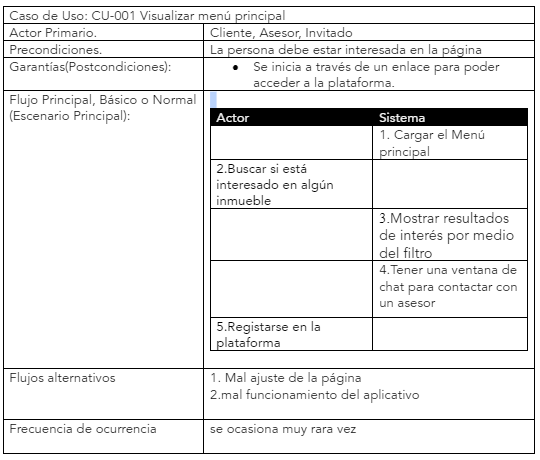 Caso de Uso: CU-001 Visualizar menú principal
Actor Primario.
Cliente, Asesor, Invitado
Precondiciones.
La persona debe estar interesada en la página
Garantías(Postcondiciones):
• Se inicia a través de un enlace para poder
acceder a la plataforma.
Flujo Principal, Básico o Normal
(Escenario Principal):
Actor
Sistema
1. Cargar el Menú
principal
2.Buscar si está
interesado en algún
inmueble
3.Mostrar resultados
de interés por medio
del filtro
4.Tener una ventana de
chat para contactar con
un asesor
5.Registarse en la
plataforma
Flujos alternativos
1. Mal ajuste de la página
2.mal funcionamiento del aplicativo
Frecuencia de ocurrencia
se ocasiona muy rara vez